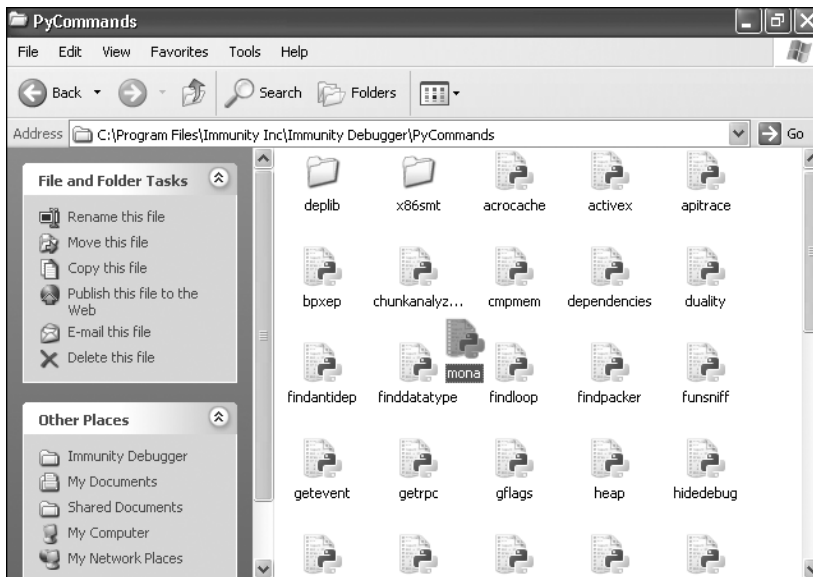 PyCommands
File Edit View Favorites Tools Help
Back Search Folders
Address C:\Program Files\Immunity Inc\Immunity Debugger\PyCommands Go
File and Folder Tasks
Rename this file
Move this file
Copy this file
Publish this file to the
Web
E-mail this file
Delete this file
Other Places
Immunity Debugger
My Documents
Shared Documents
My Computer
My Network Places
deplib x86smt acrocache activex apitrace
bpxep chunkanalyz... cmpmem dependencies duality
mona
findantidep finddatatype findloop findpacker funsniff
getevent getrpc gflags heap hidedebug